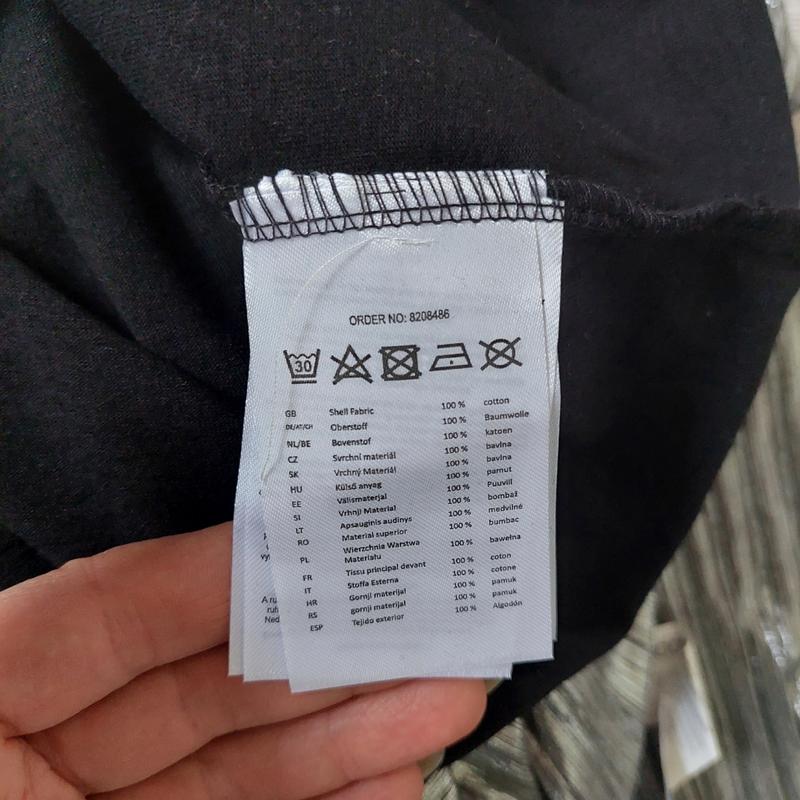 ORDER NO: 8208486
30
GB Shell Fabric 100 % cotton
DE/AT/CH Oberstoff 100 % Baumwolle
NL/BE Bovenstof 100 % katoen
CZ Svrchní materiál 100 % bavlna
SK Vrchný Materiál 100 % bavlna
HU Külső anyag 100 % pamut
EE Välismaterjal 100 % Puuvill
SI Vrhnji Material 100 % bombaž
LT Apsauginis audinys 100 % medvilnė
RO Material superior 100 % bumbac
PL Wierzchnia Warstwa Materiału 100 % bawełna
FR Tissu principal devant 100 % coton
IT Stoffa Esterna 100 % cotone
HR Gornji materijal 100 % pamuk
RS gornji materijal 100 % pamuk
ESP Tejido exterior 100 % Algodón